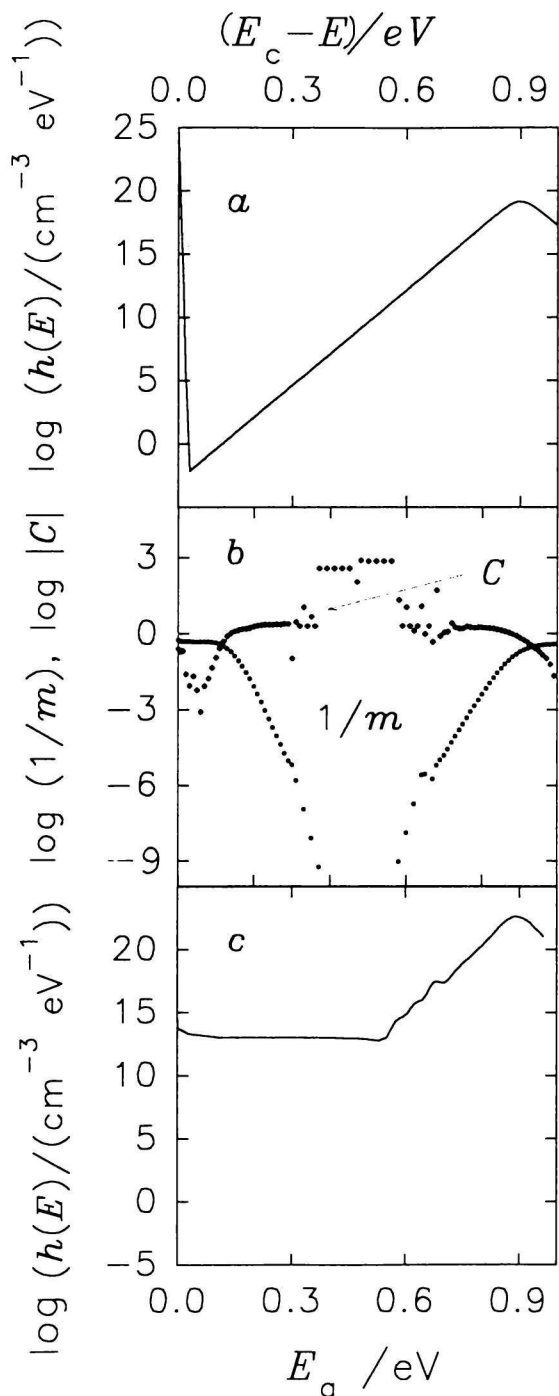 (E_c − E)/eV
0.0 0.3 0.6 0.9
log (h(E)/(cm⁻³ eV⁻¹))
25
20
15
10
5
0
a
log (1/m), log |C|
3
0
−3
−6
−9
b
C
1/m
log (h(E)/(cm⁻³ eV⁻¹))
20
15
10
5
0
−5
c
0.0 0.3 0.6 0.9
E_a /eV